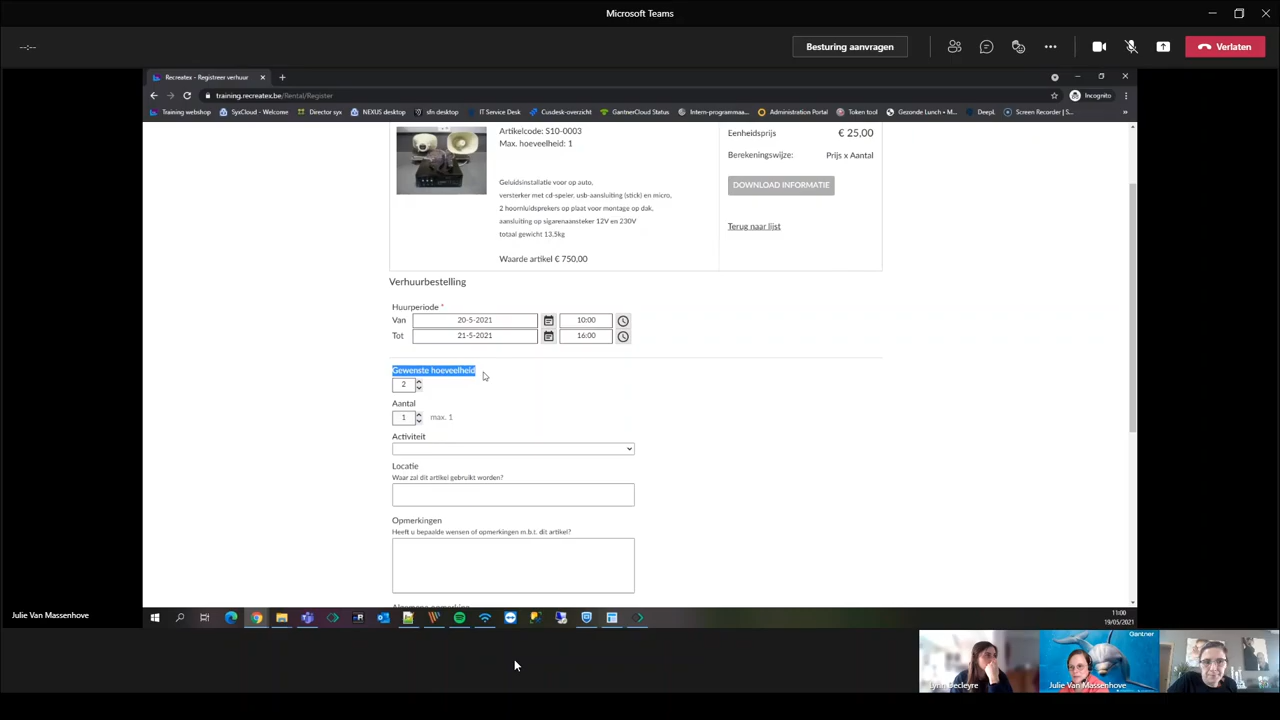 Microsoft Teams
--:--
Besturing aanvragen
Verlaten
Recreatex - Registreer verhuur
training.recreatex.be/Rental/Register
Incognito
Training webshop
SyxCloud - Welcome
Director syx
NEXUS desktop
sfn desktop
IT Service Desk
Cusdesk-overzicht
GantnerCloud Status
Intern-programmaa...
Administration Portal
Token tool
Gezonde Lunch • M...
DeepL
Screen Recorder | S...
Artikelcode: S10-0003
Max. hoeveelheid: 1
Geluidsinstallatie voor op auto,
versterker met cd-speler, usb-aansluiting (stick) en micro,
2 hoornluidsprekers op plaat voor montage op dak,
aansluiting op sigarenaansteker 12V en 230V
totaal gewicht 13,5kg
Waarde artikel € 750,00
Eenheidsprijs € 25,00
Berekeningswijze: Prijs x Aantal
DOWNLOAD INFORMATIE
Terug naar lijst
Verhuurbestelling
Huurperiode *
Van 20-5-2021 10:00
Tot 21-5-2021 16:00
Gewenste hoeveelheid
2
Aantal
1 max. 1
Activiteit
Locatie
Waar zal dit artikel gebruikt worden?
Opmerkingen
Heeft u bepaalde wensen of opmerkingen m.b.t. dit artikel?
Julie Van Massenhove
11:00
19/05/2021
Lynn Decleyre
Julie Van Massenhove
Gantner